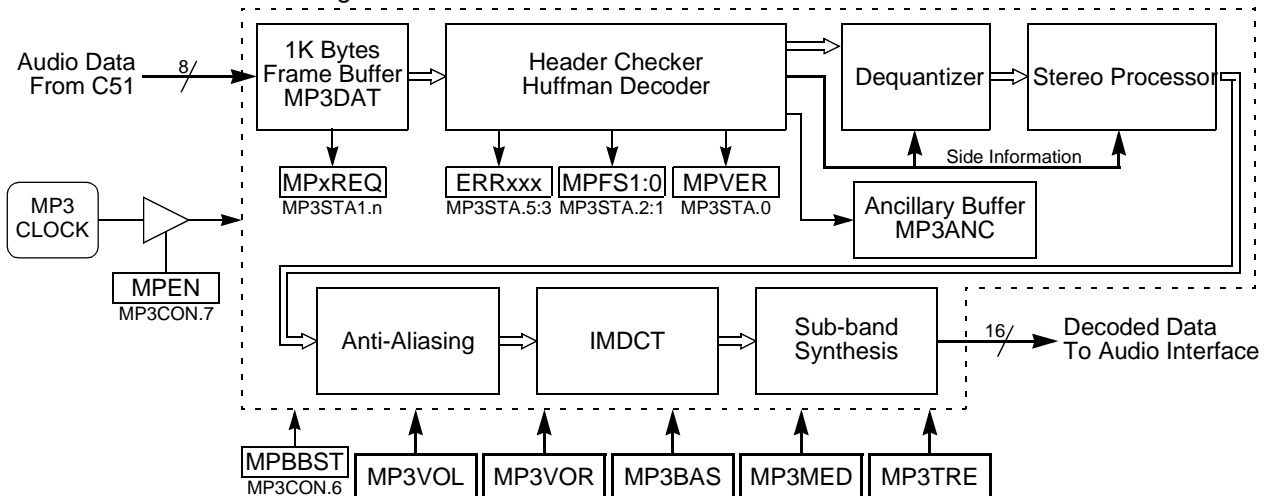 Audio Data
From C51
8
1K Bytes
Frame Buffer
MP3DAT
Header Checker
Huffman Decoder
Dequantizer
Stereo Processor
Side Information
MPxREQ
MP3STA1.n
ERRxxx
MP3STA.5:3
MPFS1:0
MP3STA.2:1
MPVER
MP3STA.0
Ancillary Buffer
MP3ANC
MP3
CLOCK
MPEN
MP3CON.7
Anti-Aliasing
IMDCT
Sub-band
Synthesis
16
Decoded Data
To Audio Interface
MPBBST
MP3CON.6
MP3VOL
MP3VOR
MP3BAS
MP3MED
MP3TRE